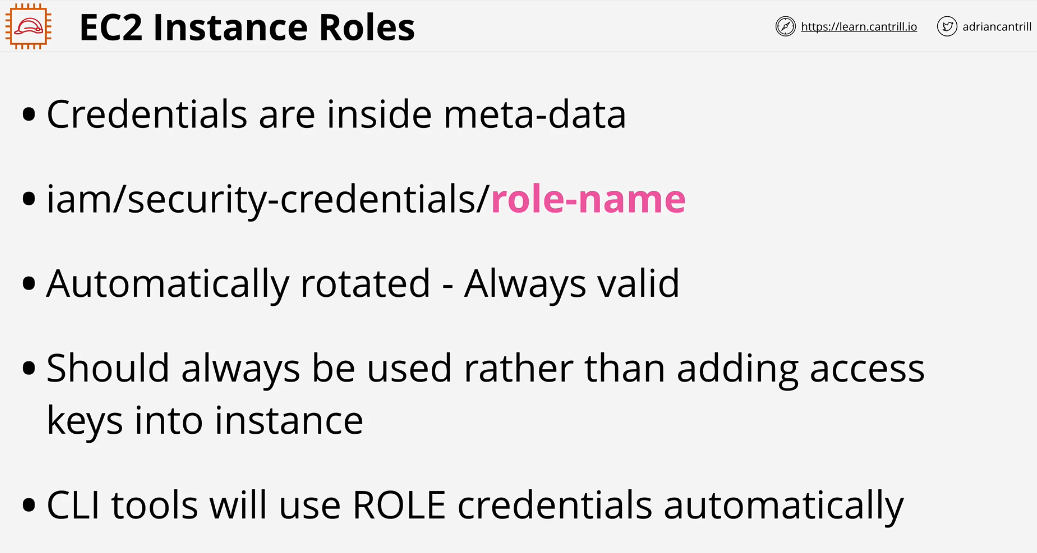 EC2 Instance Roles
https://learn.cantrill.io
adriancantrill
• Credentials are inside meta-data
• iam/security-credentials/role-name
• Automatically rotated - Always valid
• Should always be used rather than adding access
keys into instance
• CLI tools will use ROLE credentials automatically